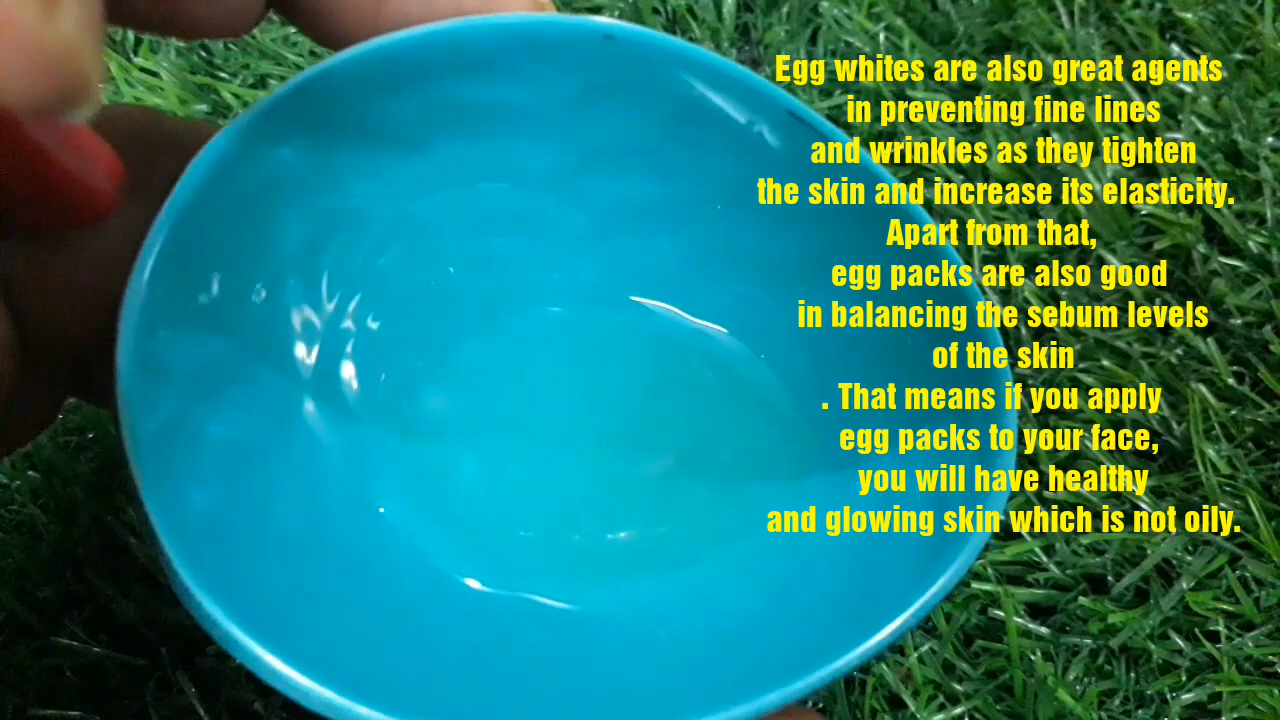 Egg whites are also great agents
in preventing fine lines
and wrinkles as they tighten
the skin and increase its elasticity.
Apart from that,
egg packs are also good
in balancing the sebum levels
of the skin
. That means if you apply
egg packs to your face,
you will have healthy
and glowing skin which is not oily.